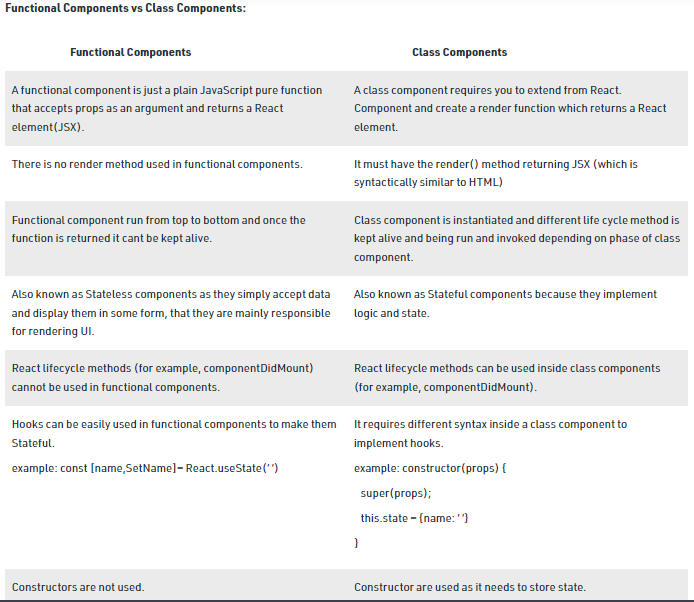 Functional Components vs Class Components:
Functional Components
Class Components
A functional component is just a plain JavaScript pure function
that accepts props as an argument and returns a React
element(JSX).
A class component requires you to extend from React.
Component and create a render function which returns a React
element.
There is no render method used in functional components.
It must have the render() method returning JSX (which is
syntactically similar to HTML)
Functional component run from top to bottom and once the
function is returned it cant be kept alive.
Class component is instantiated and different life cycle method is
kept alive and being run and invoked depending on phase of class
component.
Also known as Stateless components as they simply accept data
and display them in some form, that they are mainly responsible
for rendering UI.
Also known as Stateful components because they implement
logic and state.
React lifecycle methods (for example, componentDidMount)
cannot be used in functional components.
React lifecycle methods can be used inside class components
(for example, componentDidMount).
Hooks can be easily used in functional components to make them
Stateful.
example: const [name,SetName]= React.useState(' ')
It requires different syntax inside a class component to
implement hooks.
example: constructor(props) {
super(props);
this.state = {name: ' '}
}
Constructors are not used.
Constructor are used as it needs to store state.